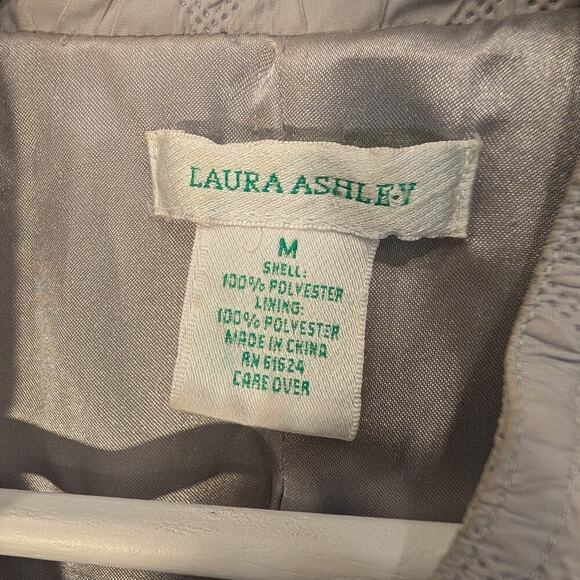 LAURA ASHLEY
M
SHELL:
100% POLYESTER
LINING:
100% POLYESTER
MADE IN CHINA
RN 61624
CARE OVER